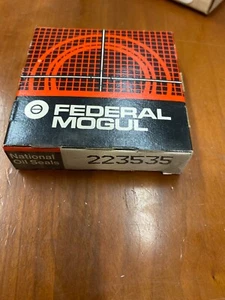 FEDERAL
MOGUL
National
Oil Seals
223535